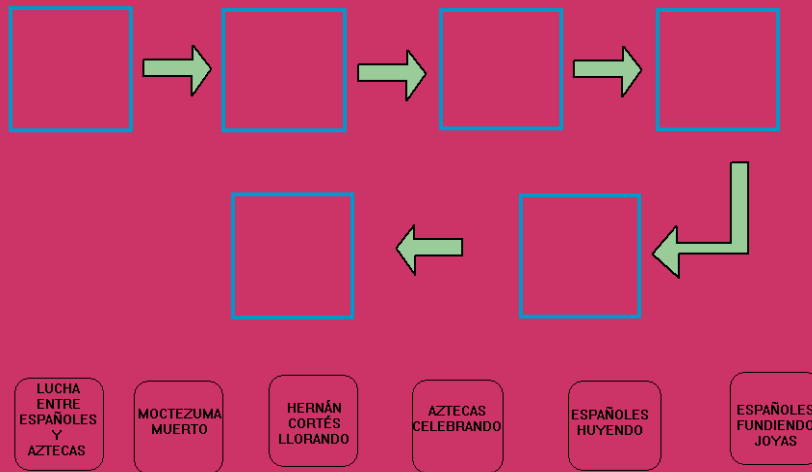 LUCHA
ENTRE
ESPAÑOLES
Y
AZTECAS
MOCTEZUMA
MUERTO
HERNÁN
CORTÉS
LLORANDO
AZTECAS
CELEBRANDO
ESPAÑOLES
HUYENDO
ESPAÑOLES
FUNDIENDO
JOYAS